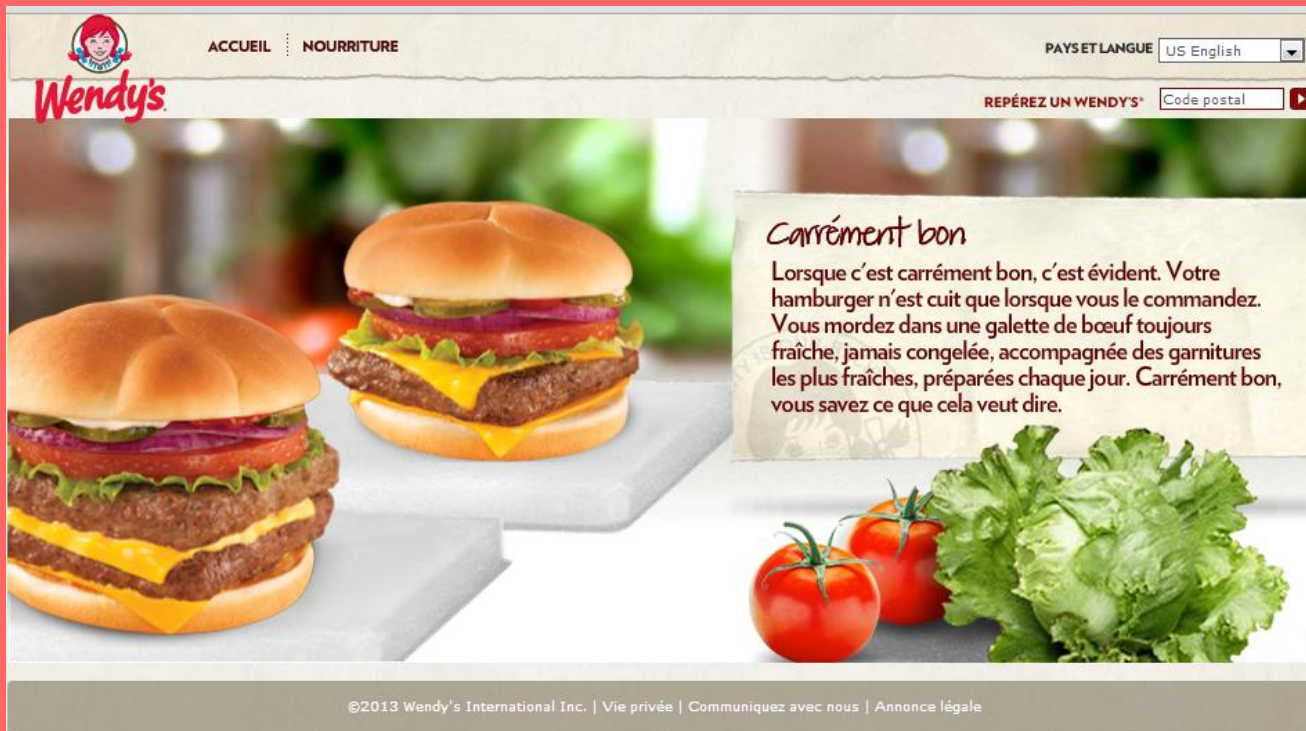 ACCUEIL NOURRITURE
PAYS ET LANGUE US English
Wendy's
REPÉREZ UN WENDY'S® Code postal
Carrément bon
Lorsque c'est carrément bon, c'est évident. Votre
hamburger n'est cuit que lorsque vous le commandez.
Vous mordez dans une galette de bœuf toujours
fraîche, jamais congelée, accompagnée des garnitures
les plus fraîches, préparées chaque jour. Carrément bon,
vous savez ce que cela veut dire.
©2013 Wendy's International Inc. | Vie privée | Communiquez avec nous | Annonce légale